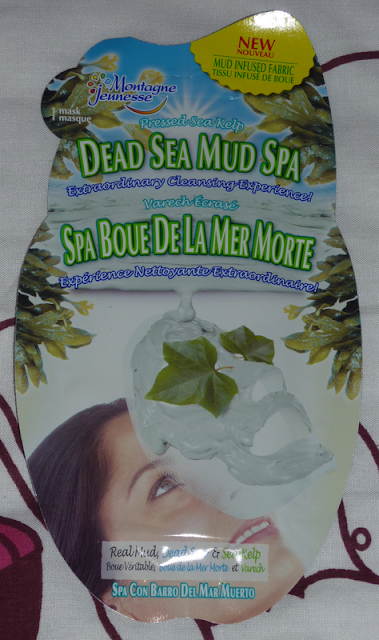 NEW
NOUVEAU
MUD INFUSED FABRIC
TISSU INFUSÉ DE BOUE
Montagne
Jeunesse
1 mask
masque
Pressed Sea Kelp
DEAD SEA MUD SPA
Extraordinary Cleansing Experience!
Varech Écrasé
SPA BOUE DE LA MER MORTE
Expérience Nettoyante Extraordinaire!
Real Mud, Dead Sea & Sea Kelp
Boue Véritable, Boue de la Mer Morte et Varech
SPA CON BARRO DEL MAR MUERTO